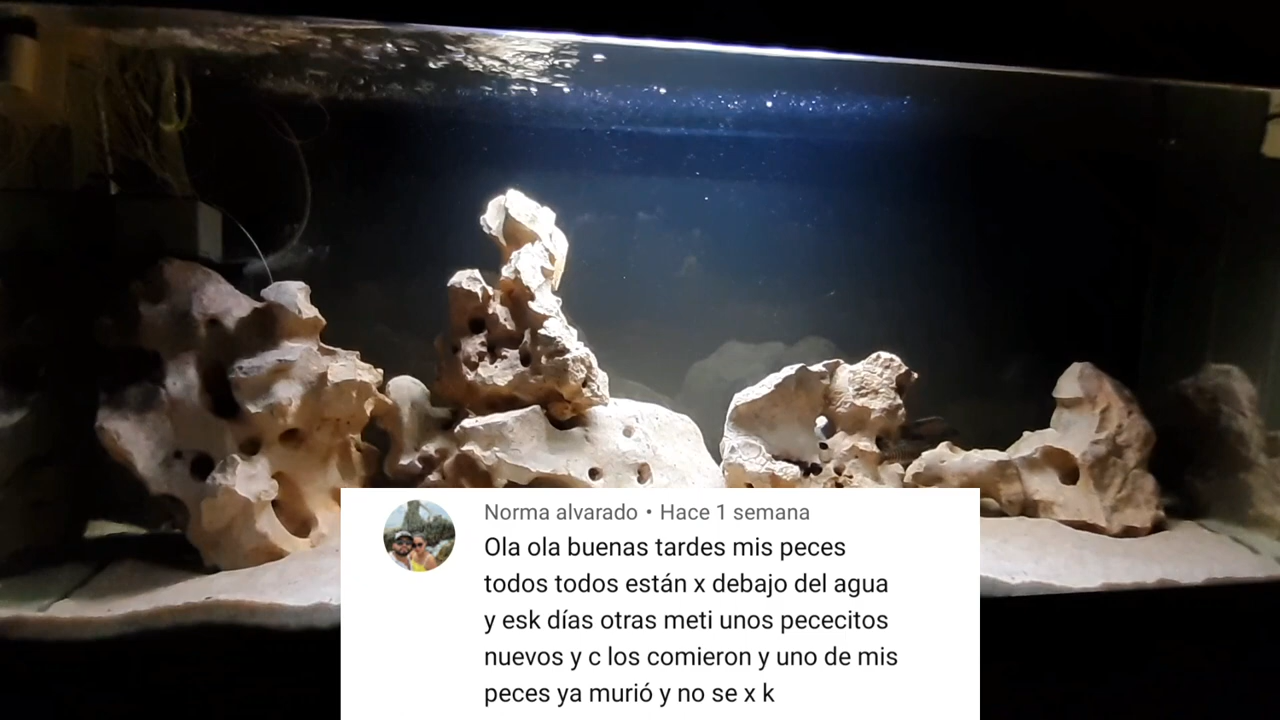 Norma alvarado • Hace 1 semana
Ola ola buenas tardes mis peces
todos todos están x debajo del agua
y esk días otras meti unos pececitos
nuevos y c los comieron y uno de mis
peces ya murió y no se x k